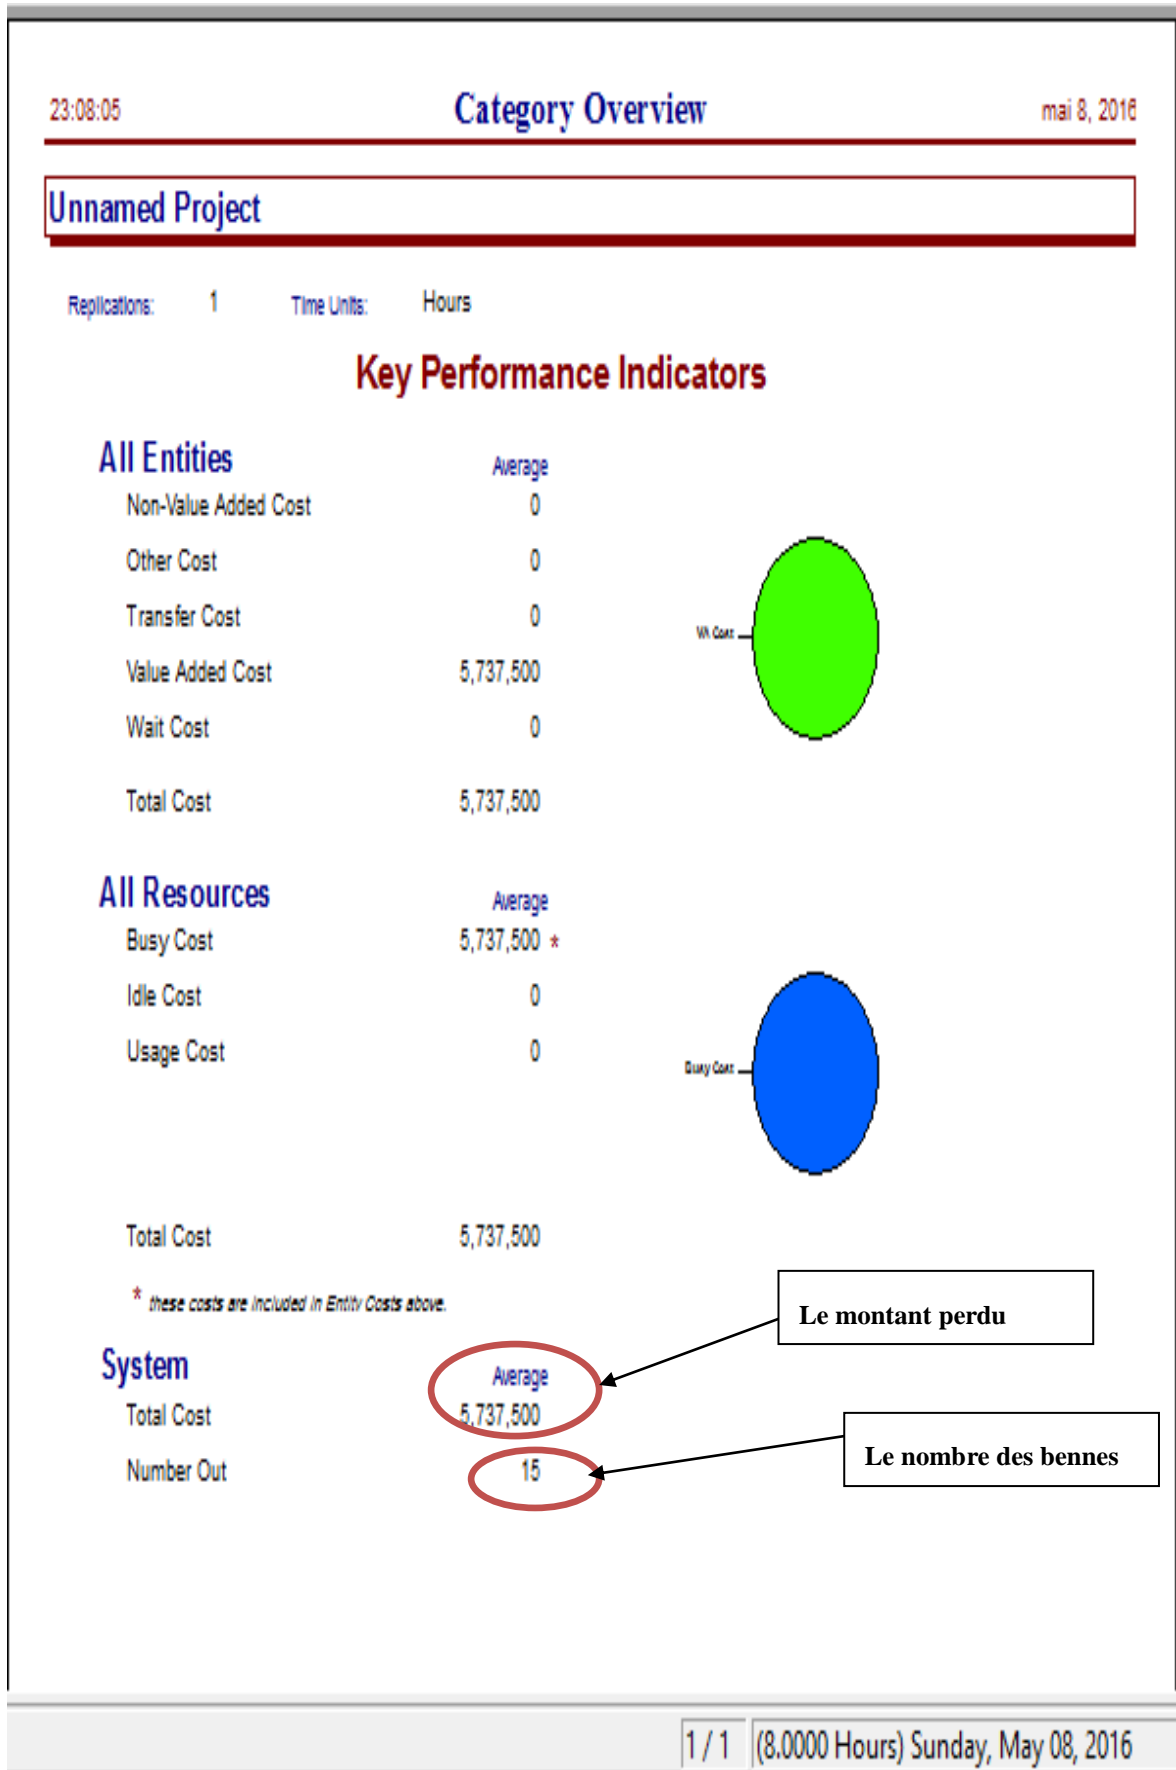 23:08:05 Category Overview mai 8, 2016
Unnamed Project
Replications: 1 Time Units: Hours
Key Performance Indicators
All Entities Average
Non-Value Added Cost 0
Other Cost 0
Transfer Cost 0
Value Added Cost 5,737,500
Wait Cost 0
Total Cost 5,737,500
VA Cost
All Resources Average
Busy Cost 5,737,500 *
Idle Cost 0
Usage Cost 0
Busy Cost
Total Cost 5,737,500
* these costs are included in Entity Costs above.
Le montant perdu
System Average
Total Cost 5,737,500
Number Out 15
Le nombre des bennes
1 / 1 (8.0000 Hours) Sunday, May 08, 2016